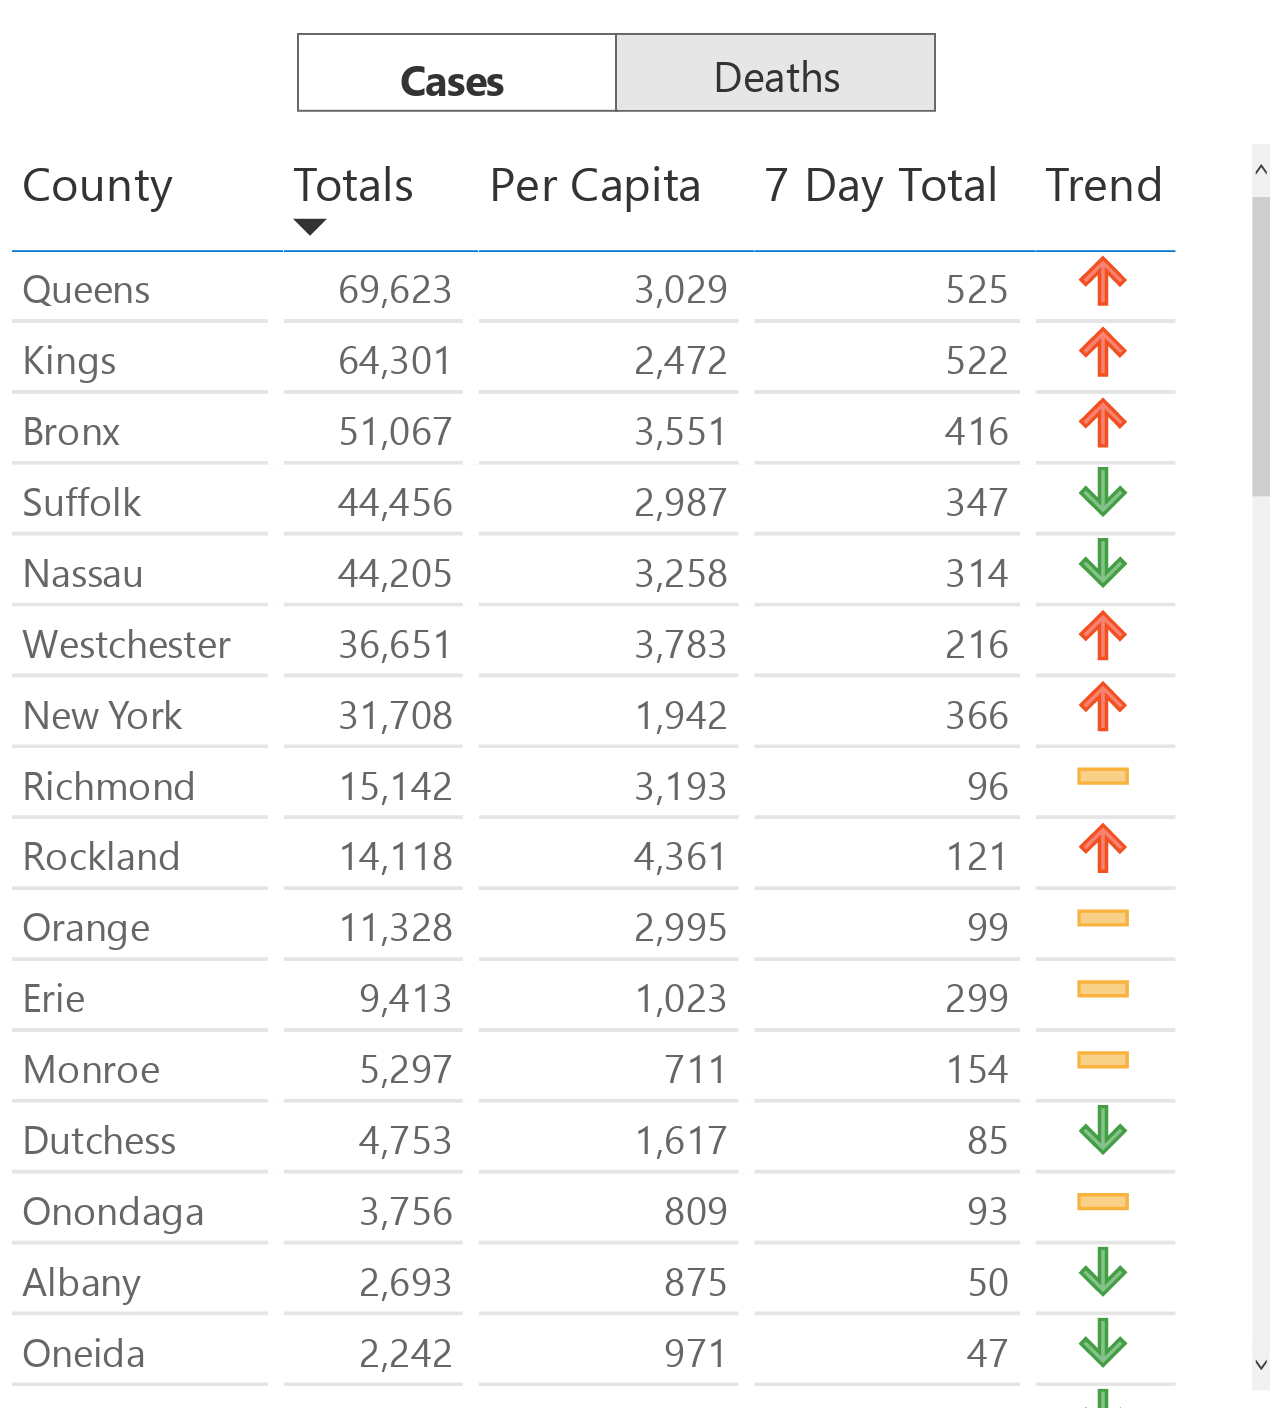 Cases Deaths
County Totals Per Capita 7 Day Total Trend
Queens 69,623 3,029 525
Kings 64,301 2,472 522
Bronx 51,067 3,551 416
Suffolk 44,456 2,987 347
Nassau 44,205 3,258 314
Westchester 36,651 3,783 216
New York 31,708 1,942 366
Richmond 15,142 3,193 96
Rockland 14,118 4,361 121
Orange 11,328 2,995 99
Erie 9,413 1,023 299
Monroe 5,297 711 154
Dutchess 4,753 1,617 85
Onondaga 3,756 809 93
Albany 2,693 875 50
Oneida 2,242 971 47